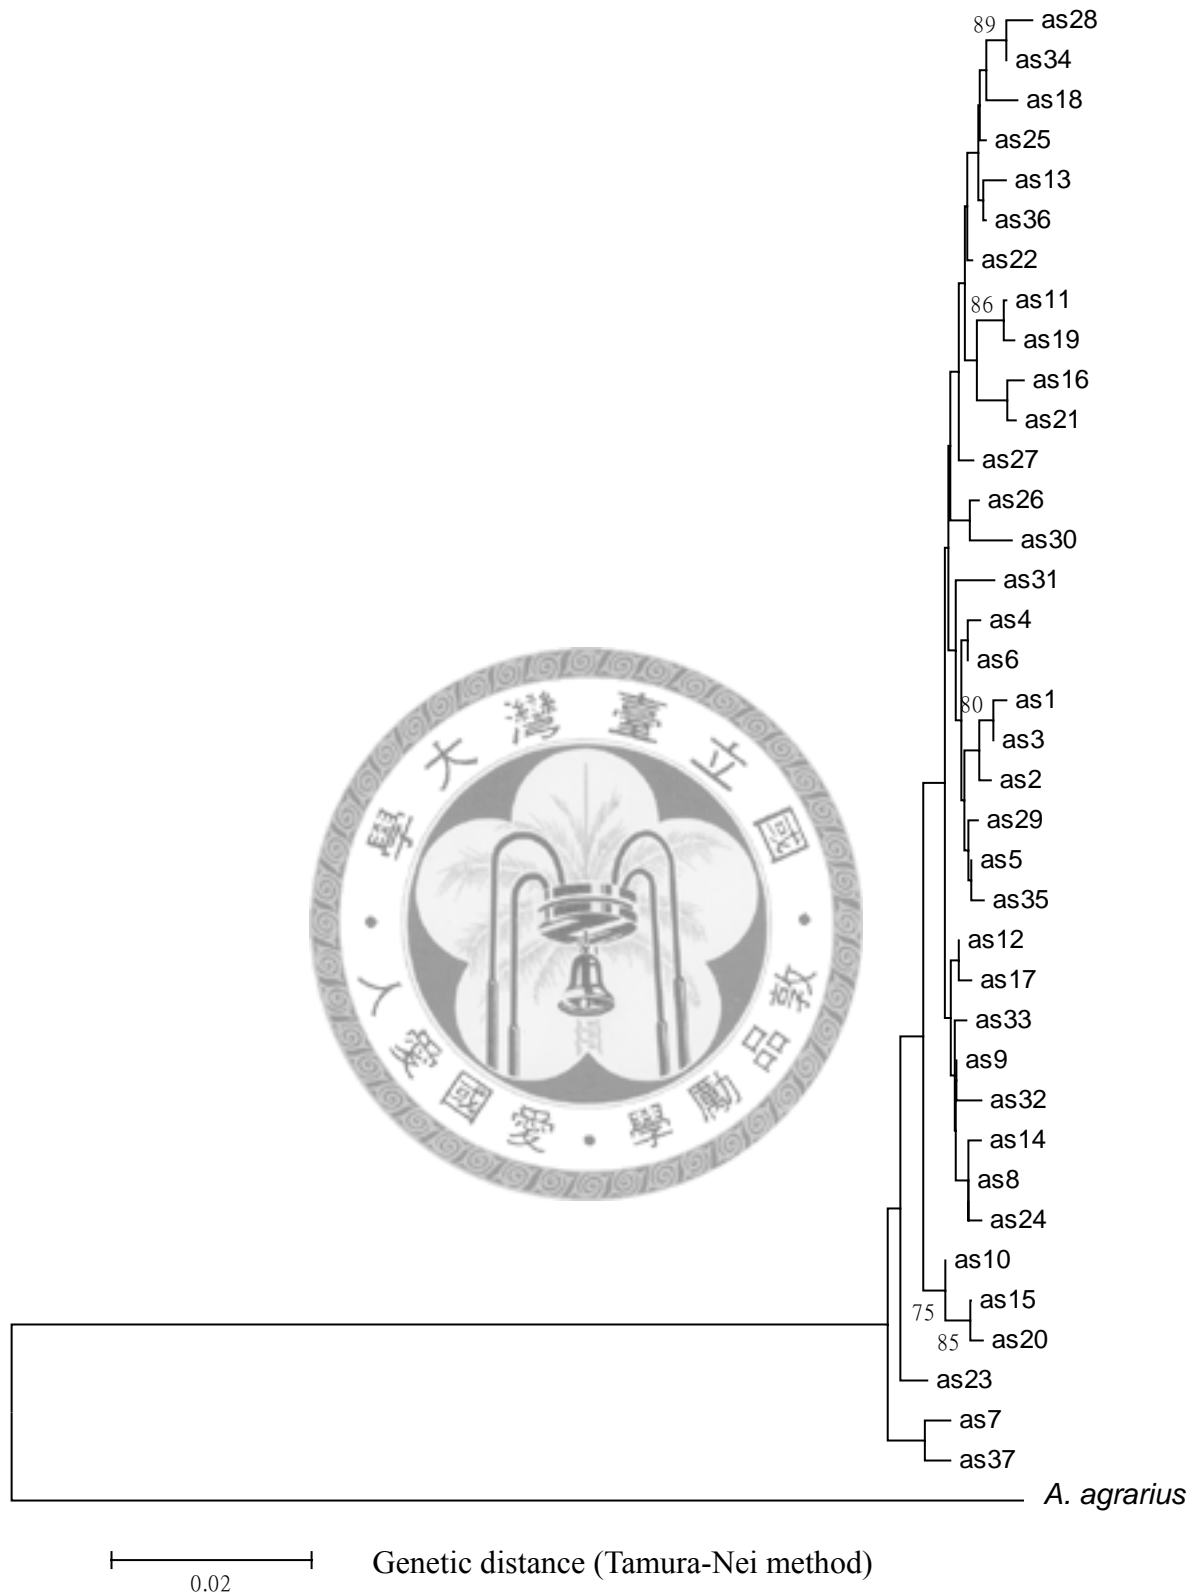 89
as28
as34
as18
as25
as13
as36
as22
86
as11
as19
as16
as21
as27
as26
as30
as31
as4
as6
80
as1
as3
as2
as29
as5
as35
as12
as17
as33
as9
as32
as14
as8
as24
as10
as15
75
as20
85
as23
as7
as37
A. agrarius
0.02
Genetic distance (Tamura-Nei method)
學大灣臺立國
人愛國愛·學勵品敦